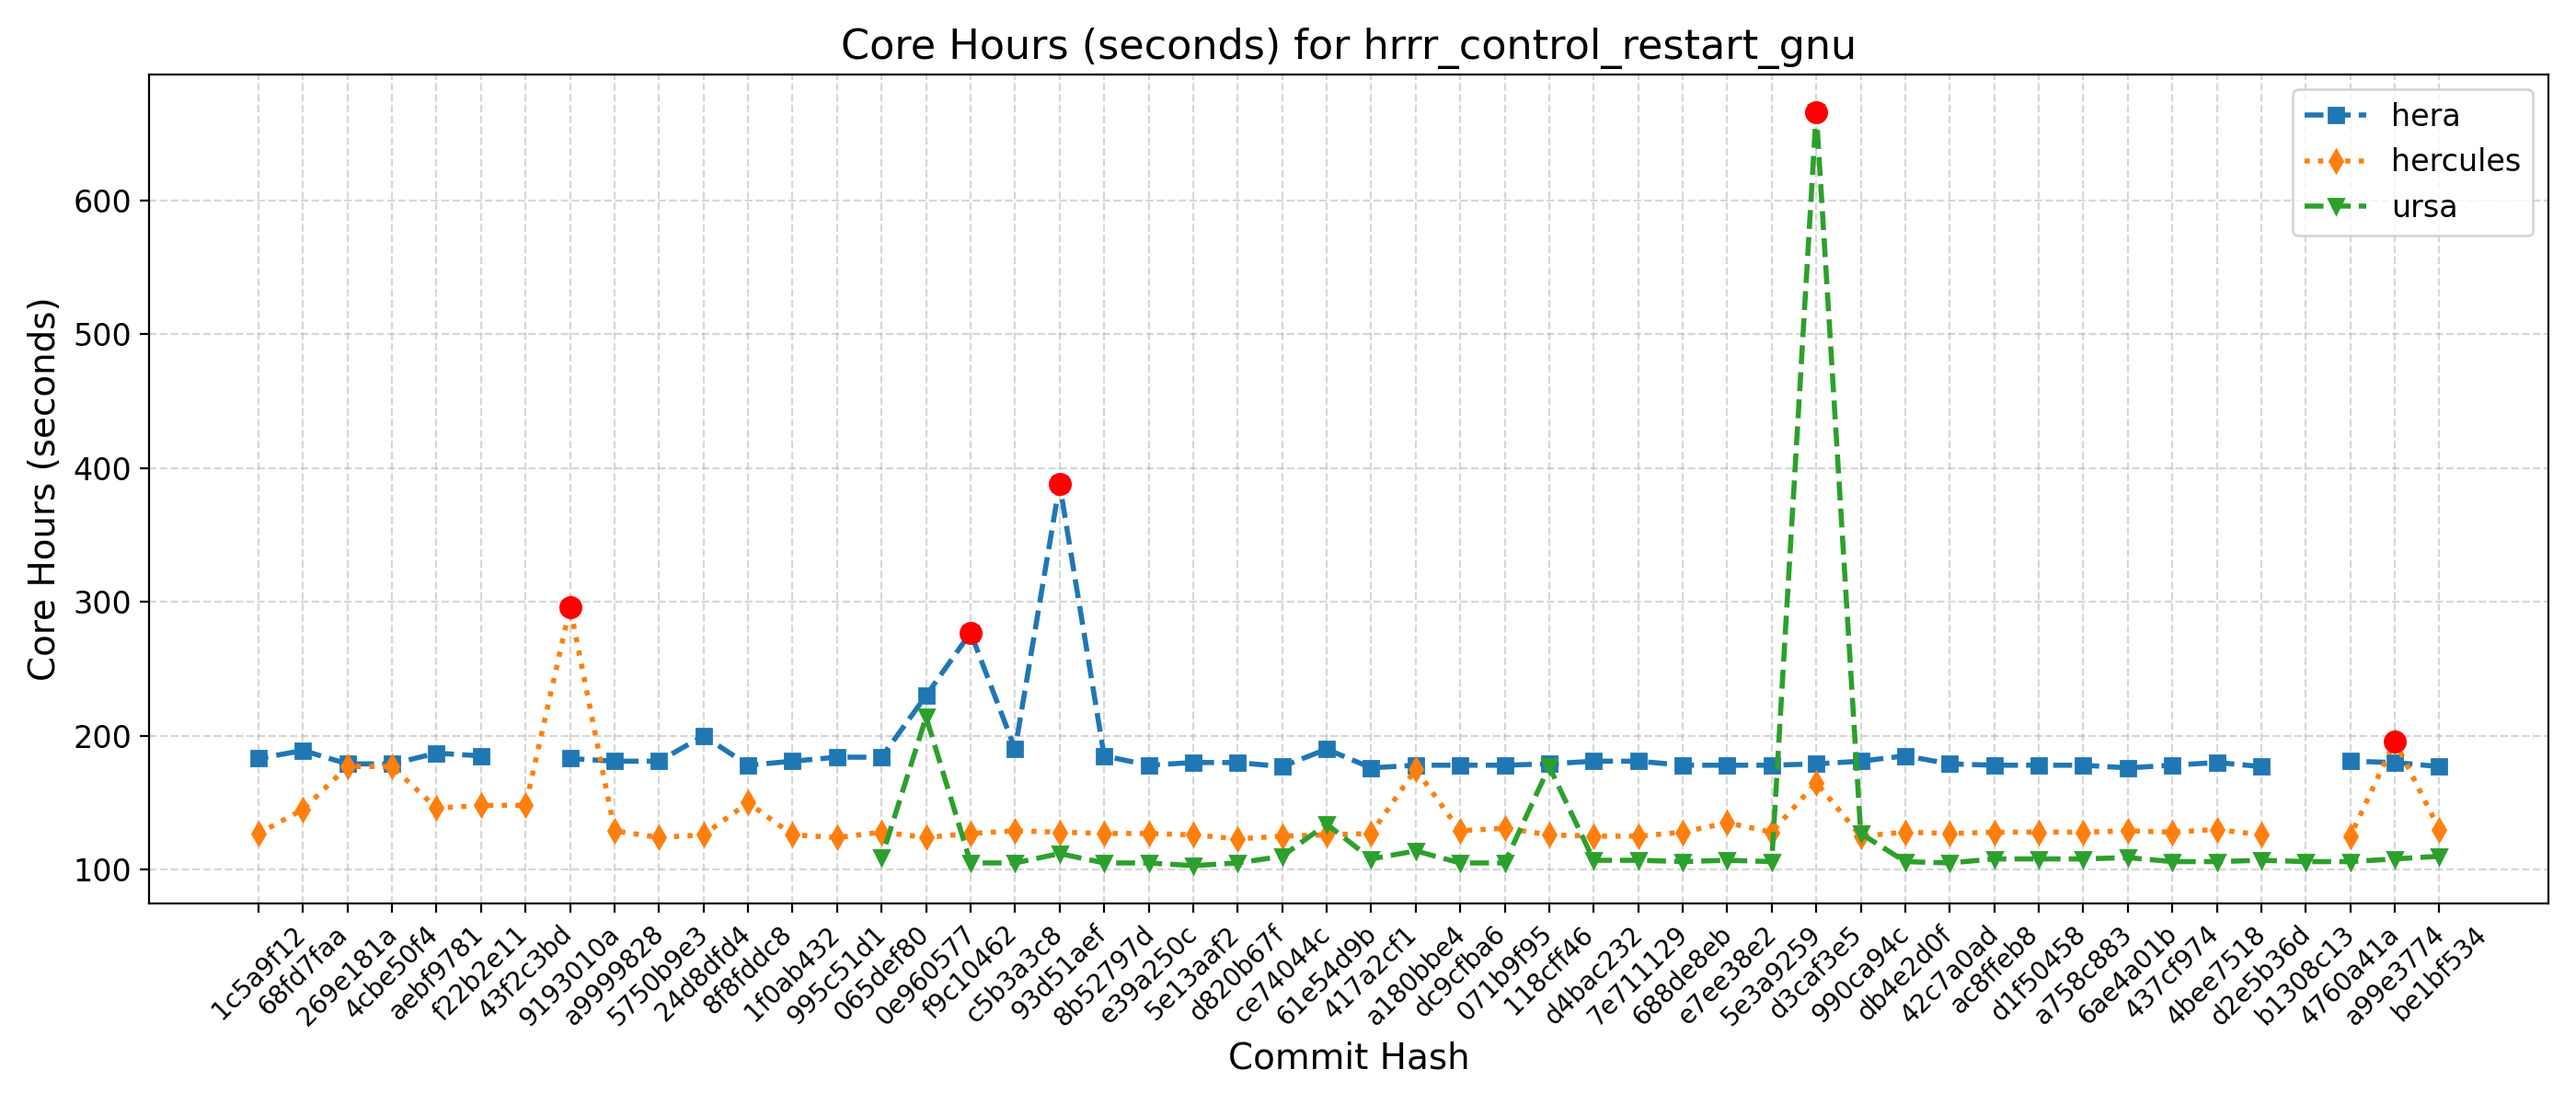 Core Hours (seconds) for hrrr_control_restart_gnu
hera
hercules
ursa
Core Hours (seconds)
600
500
400
300
200
100
1c5a9f12
68fd7faa
269e181a
4cbe50f4
aebf9781
f22b2e11
43f2c3bd
9193010a
a9999828
5750b9e3
24d8dfd4
8f8fddc8
1f0ab432
995c51d1
065def80
0e960577
f9c10462
c5b3a3c8
93d51aef
8b52797d
e39a250c
5e13aaf2
d820b67f
ce74044c
61e54d9b
417a2cf1
a180bbe4
dc9cfba6
071b9f95
118cff46
d4bac232
7e711129
688de8eb
e7ee38e2
5e3a9259
d3caf3e5
990ca94c
db4e2d0f
42c7a0ad
ac8ffeb8
d1f50458
a758c883
6ae4a01b
437cf974
4bee7518
d2e5b36d
b1308c13
4760a41a
a99e3774
be1bf534
Commit Hash